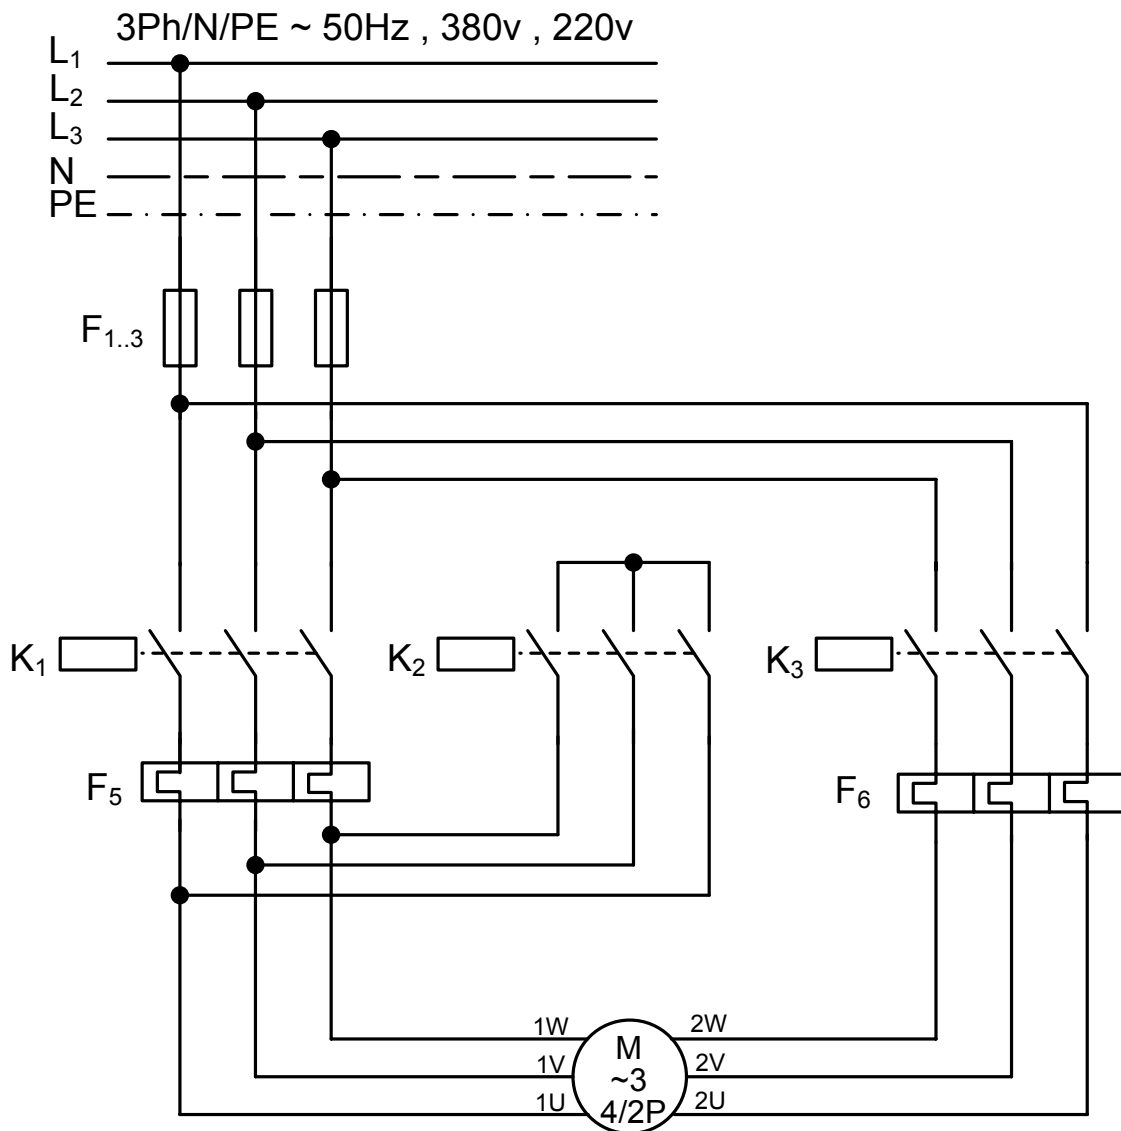 3Ph/N/PE ~ 50Hz , 380v , 220v
L₁
L₂
L₃
N
PE
F₁..₃
K₁
K₂
K₃
F₅
F₆
1W
2W
M
1V
~3
2V
1U
4/2P
2U